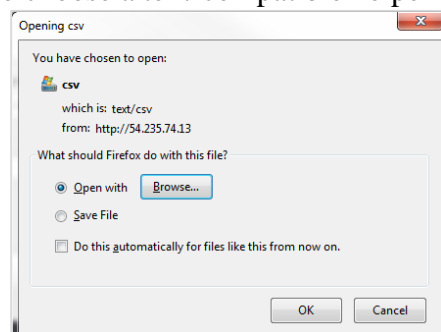 Opening csv
You have chosen to open:
csv
which is: text/csv
from: http://54.235.74.13
What should Firefox do with this file?
Open with Browse...
Save File
Do this automatically for files like this from now on.
OK Cancel